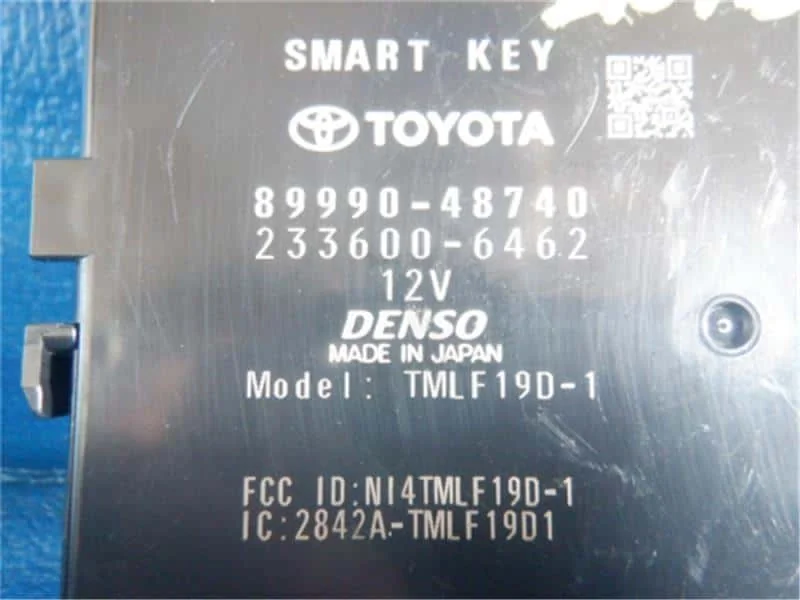 SMART KEY
TOYOTA
89990-48740
233600-6462
12V
DENSO
MADE IN JAPAN
Model: TMLF19D-1
FCC ID:NI4TMLF19D-1
IC:2842A-TMLF19D1